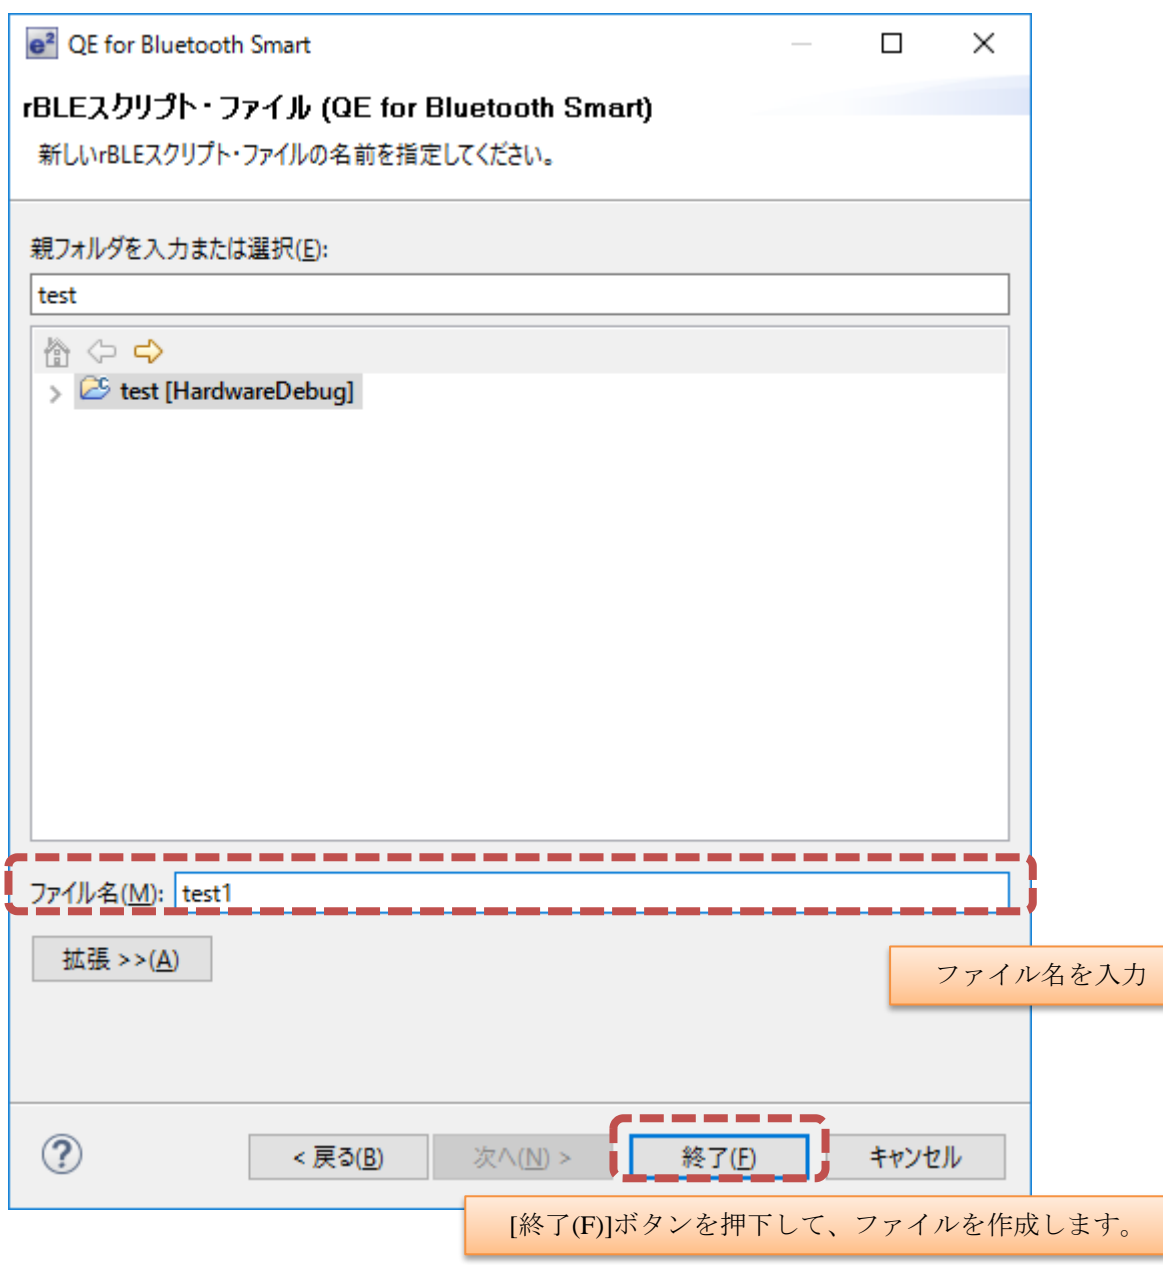 e² QE for Bluetooth Smart
rBLEスクリプト・ファイル (QE for Bluetooth Smart)
新しいrBLEスクリプト・ファイルの名前を指定してください。
親フォルダを入力または選択(E):
test
test [HardwareDebug]
ファイル名(M): test1
拡張 >>(A)
ファイル名を入力
? < 戻る(B) 次へ(N) > 終了(F) キャンセル
[終了(F)]ボタンを押下して、ファイルを作成します。